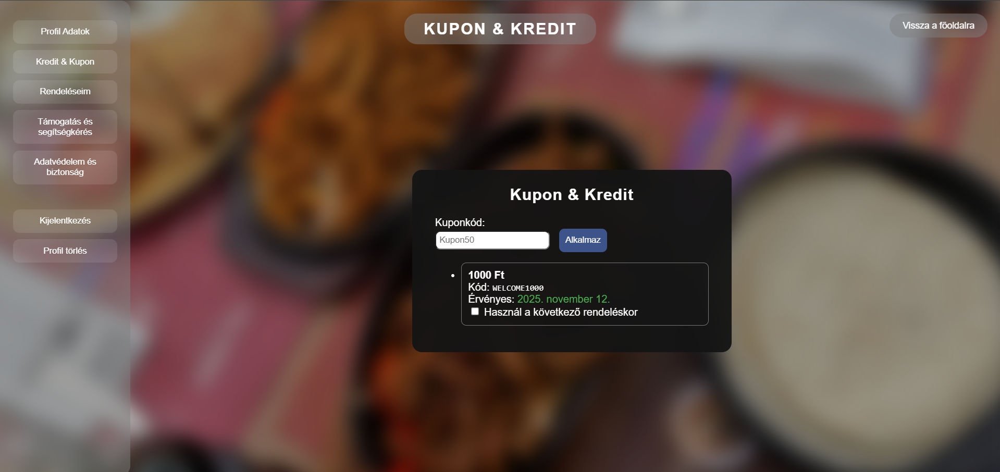 KUPON & KREDIT
Vissza a főoldalra
Profil Adatok
Kredit & Kupon
Rendeléseim
Támogatás és
segítségkérés
Adatvédelem és
biztonság
Kijelentkezés
Profil törlés
Kupon & Kredit
Kuponkód:
Kupon50
Alkalmaz
1000 Ft
Kód: WELCOME1000
Érvényes: 2025. november 12.
Használ a következő rendeléskor